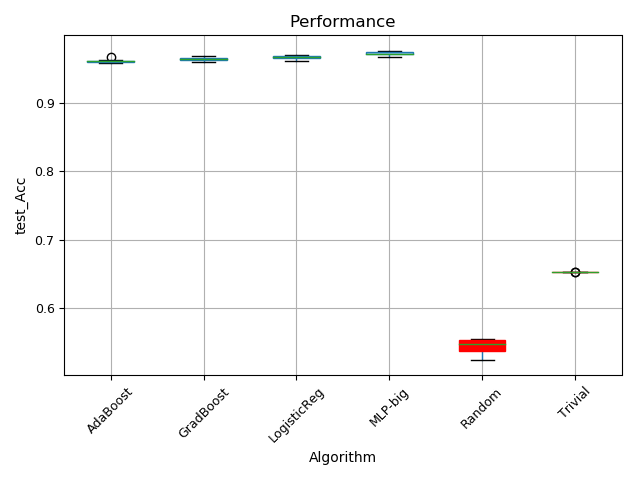 Performance
test_Acc
0.9
0.8
0.7
0.6
AdaBoost
GradBoost
LogisticReg
MLP-big
Random
Trivial
Algorithm